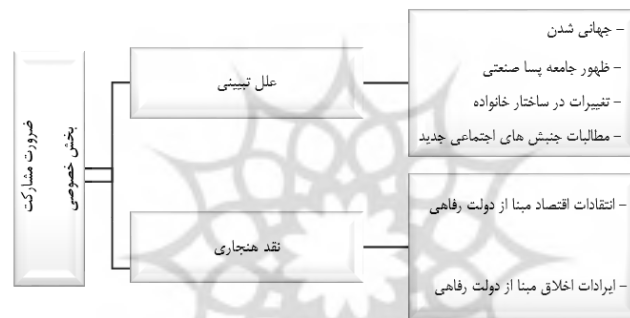 ضرورت مشارکت
بخش خصوصی
علل تبیینی
- جهانی شدن
- ظهور جامعه پسا صنعتی
- تغییرات در ساختار خانواده
- مطالبات جنبش های اجتماعی جدید
نقد هنجاری
- انتقادات اقتصاد مبنا از دولت رفاهی
- ایرادات اخلاق مبنا از دولت رفاهی